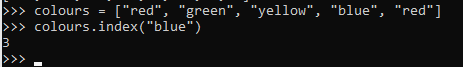 >>> colours = ["red", "green", "yellow", "blue", "red"]
>>> colours.index("blue")
3
>>>